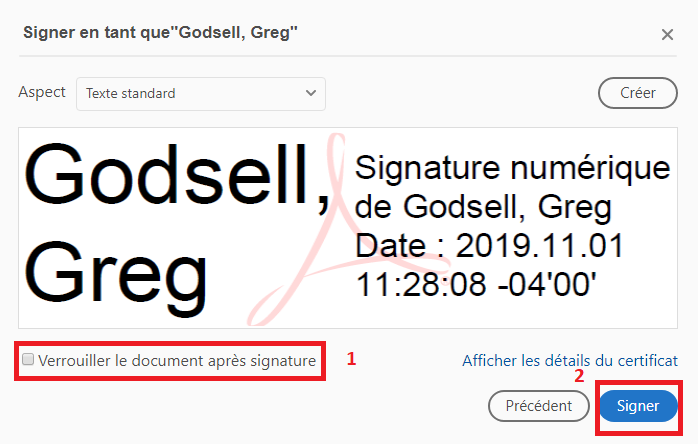 Signer en tant que"Godsell, Greg"
Aspect Texte standard Créer
Godsell,
Greg
Signature numérique
de Godsell, Greg
Date : 2019.11.01
11:28:08 -04'00'
Verrouiller le document après signature 1 Afficher les détails du certificat
2
Précédent Signer